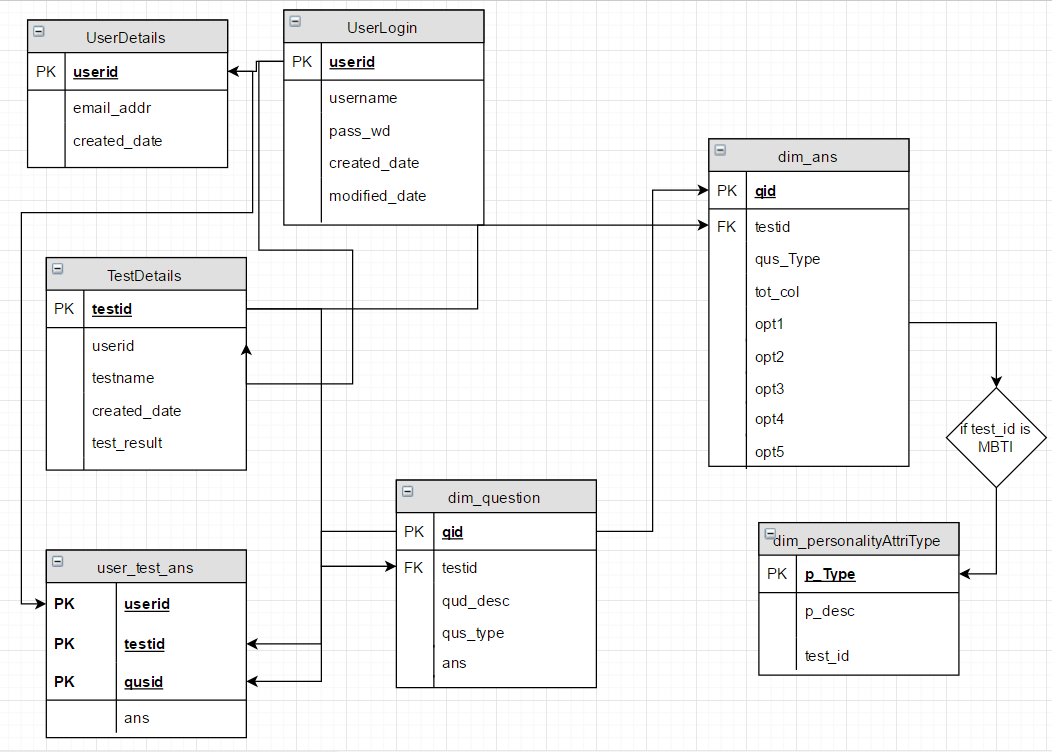 UserDetails
PK userid
email_addr
created_date
UserLogin
PK userid
username
pass_wd
created_date
modified_date
dim_ans
PK qid
FK testid
qus_Type
tot_col
opt1
opt2
opt3
opt4
opt5
TestDetails
PK testid
userid
testname
created_date
test_result
if test_id is
MBTI
dim_question
PK qid
FK testid
qud_desc
qus_type
ans
dim_personalityAttriType
PK p_Type
p_desc
test_id
user_test_ans
PK userid
PK testid
PK qusid
ans